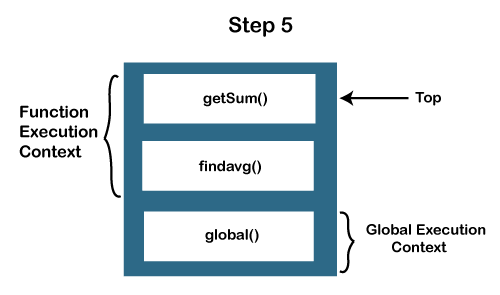 Step 5
Function
Execution
Context
getSum()
Top
findavg()
global()
Global Execution
Context